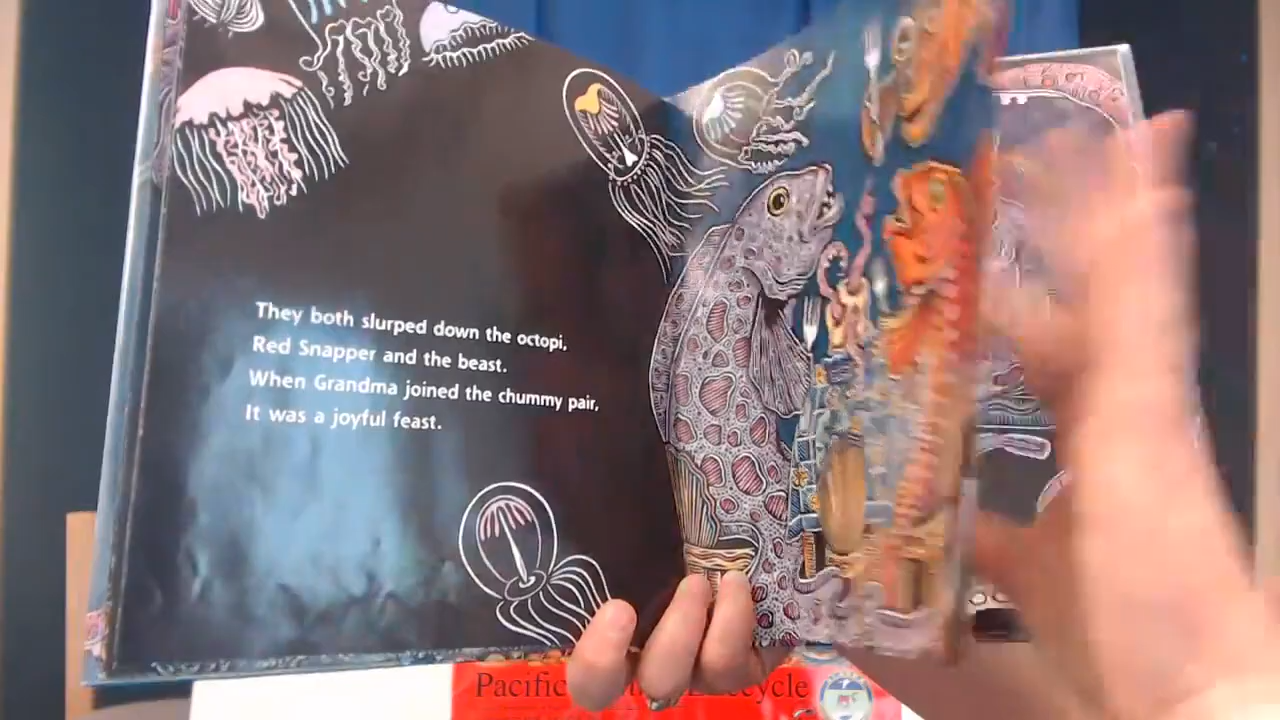 They both slurped down the octopi,
Red Snapper and the beast.
When Grandma joined the chummy pair,
It was a joyful feast.
Pacific